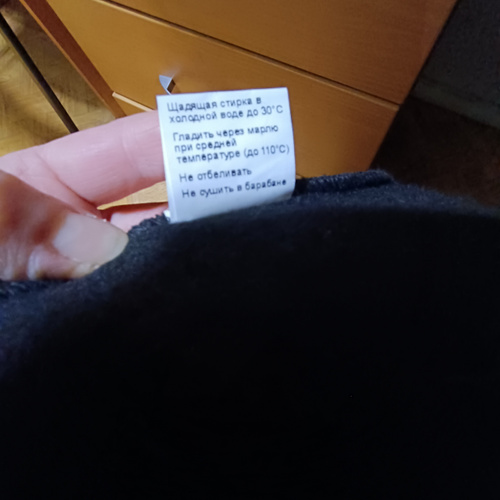 Щадящая стирка в
холодной воде до 30°C
Гладить через марлю
при средней
температуре (до 110°C)
Не отбеливать
Не сушить в барабане